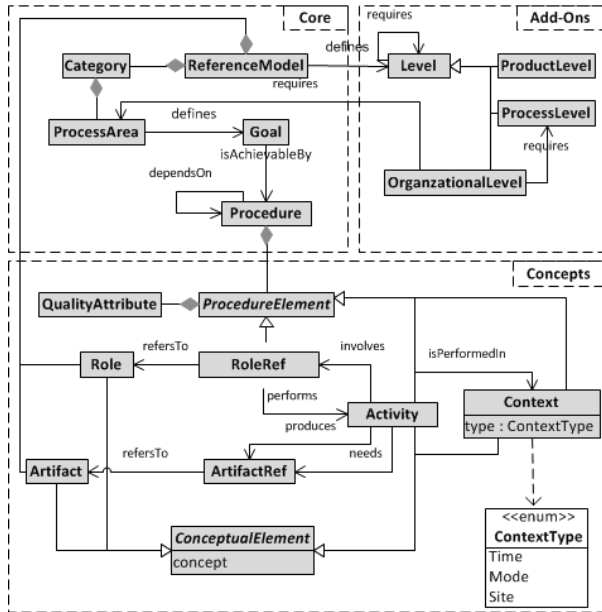 Core
Add-Ons
requires
defines
Category
ReferenceModel
Level
ProductLevel
requires
defines
ProcessArea
Goal
ProcessLevel
isAchievableBy
requires
dependsOn
OrganzationalLevel
Procedure
Concepts
QualityAttribute
ProcedureElement
refersTo
involves
isPerformedIn
Role
RoleRef
performs
Context
produces
Activity
type : ContextType
refersTo
needs
Artifact
ArtifactRef
<<enum>>
ConceptualElement
ContextType
concept
Time
Mode
Site